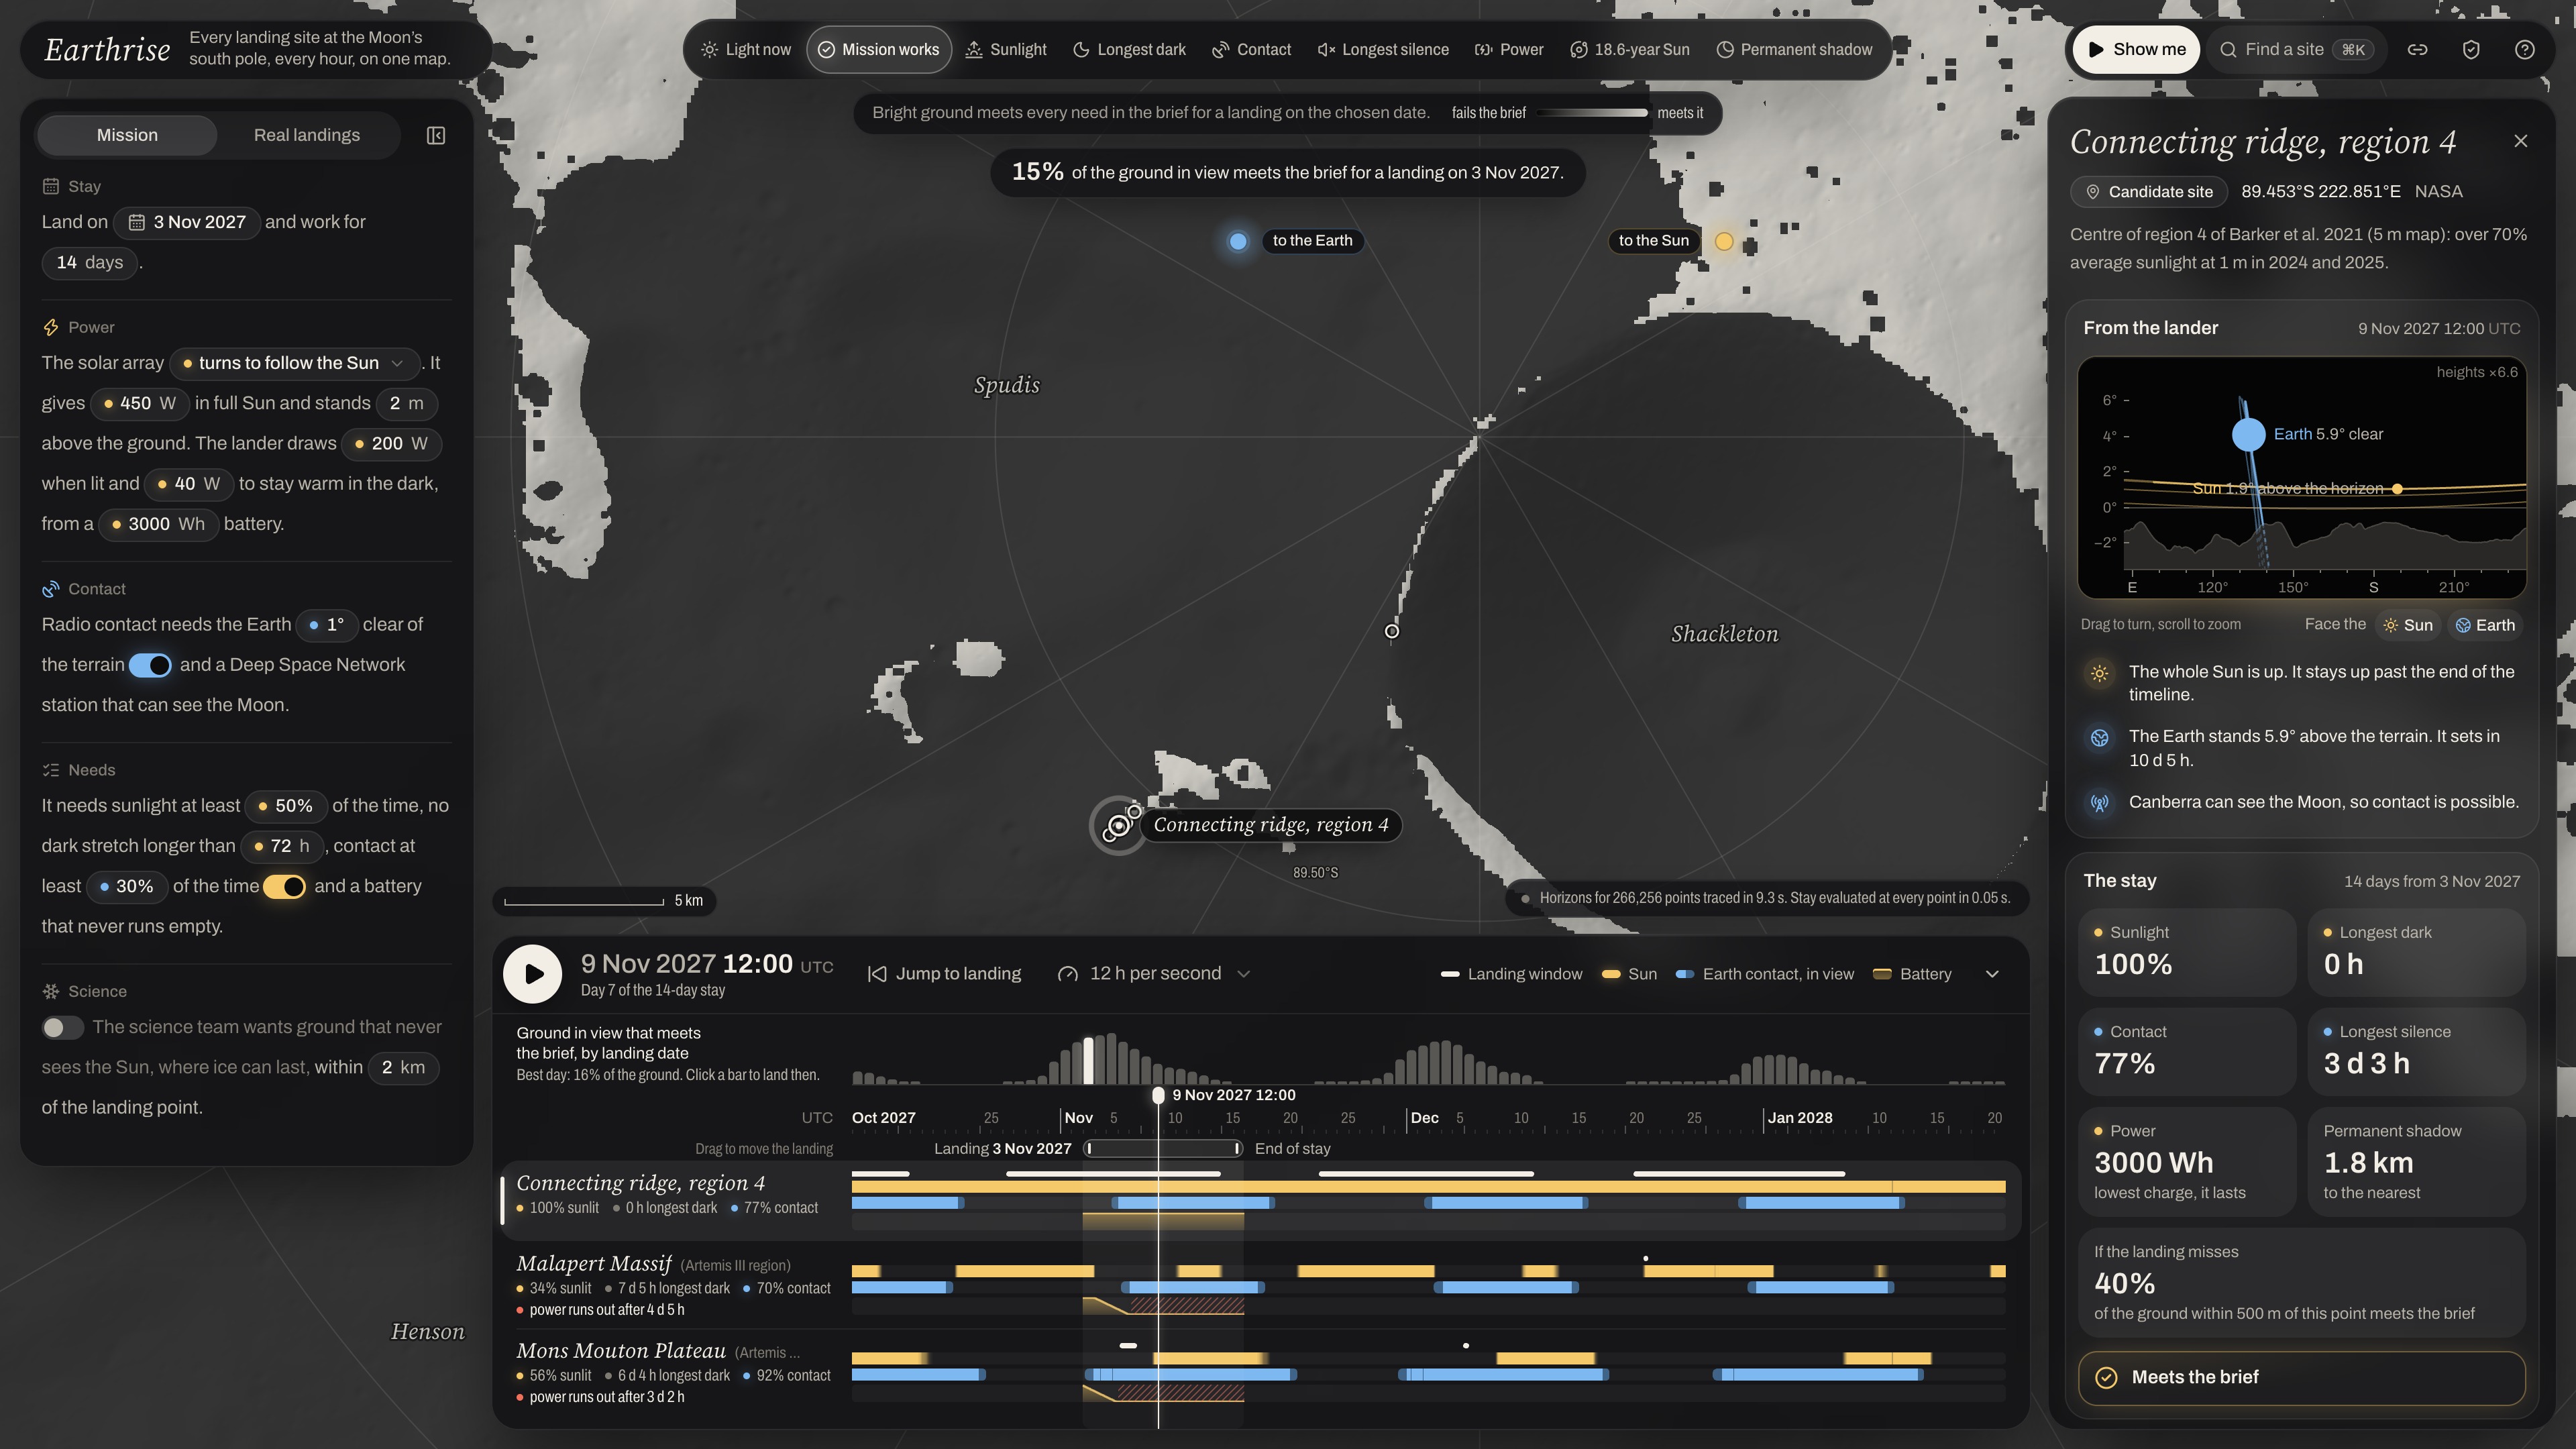 Earthrise
Every landing site at the Moon's
south pole, every hour, on one map.
Light now
Mission works
Sunlight
Longest dark
Contact
Longest silence
Power
18.6-year Sun
Permanent shadow
Show me
Find a site ⌘K
Bright ground meets every need in the brief for a landing on the chosen date. fails the brief meets it
15% of the ground in view meets the brief for a landing on 3 Nov 2027.
to the Earth
to the Sun
Spudis
Shackleton
Connecting ridge, region 4
89.50°S
Henson
5 km
Horizons for 266,256 points traced in 9.3 s. Stay evaluated at every point in 0.05 s.
Mission
Real landings
Stay
Land on 3 Nov 2027 and work for
14 days.
Power
The solar array turns to follow the Sun. It
gives 450 W in full Sun and stands 2 m
above the ground. The lander draws 200 W
when lit and 40 W to stay warm in the dark,
from a 3000 Wh battery.
Contact
Radio contact needs the Earth 1° clear of
the terrain and a Deep Space Network
station that can see the Moon.
Needs
It needs sunlight at least 50% of the time, no
dark stretch longer than 72 h, contact at
least 30% of the time and a battery
that never runs empty.
Science
The science team wants ground that never
sees the Sun, where ice can last, within 2 km
of the landing point.
9 Nov 2027 12:00 UTC
Day 7 of the 14-day stay
Jump to landing
12 h per second
Landing window
Sun
Earth contact, in view
Battery
Ground in view that meets
the brief, by landing date
Best day: 16% of the ground. Click a bar to land then.
9 Nov 2027 12:00
UTC Oct 2027 25 Nov 5 10 15 20 25 Dec 5 10 15 20 25 Jan 2028 10 15 20
Drag to move the landing
Landing 3 Nov 2027
End of stay
Connecting ridge, region 4
100% sunlit 0 h longest dark 77% contact
Malapert Massif (Artemis III region)
34% sunlit 7 d 5 h longest dark 70% contact
power runs out after 4 d 5 h
Mons Mouton Plateau (Artemis ...
56% sunlit 6 d 4 h longest dark 92% contact
power runs out after 3 d 2 h
Connecting ridge, region 4
Candidate site 89.453°S 222.851°E NASA
Centre of region 4 of Barker et al. 2021 (5 m map): over 70%
average sunlight at 1 m in 2024 and 2025.
From the lander
9 Nov 2027 12:00 UTC
heights ×6.6
6°
4°
2°
0°
−2°
Earth 5.9° clear
Sun 1.9° above the horizon
E 120° 150° S 210°
Drag to turn, scroll to zoom
Face the Sun Earth
The whole Sun is up. It stays up past the end of the
timeline.
The Earth stands 5.9° above the terrain. It sets in
10 d 5 h.
Canberra can see the Moon, so contact is possible.
The stay
14 days from 3 Nov 2027
Sunlight
100%
Longest dark
0 h
Contact
77%
Longest silence
3 d 3 h
Power
3000 Wh
lowest charge, it lasts
Permanent shadow
1.8 km
to the nearest
If the landing misses
40%
of the ground within 500 m of this point meets the brief
Meets the brief